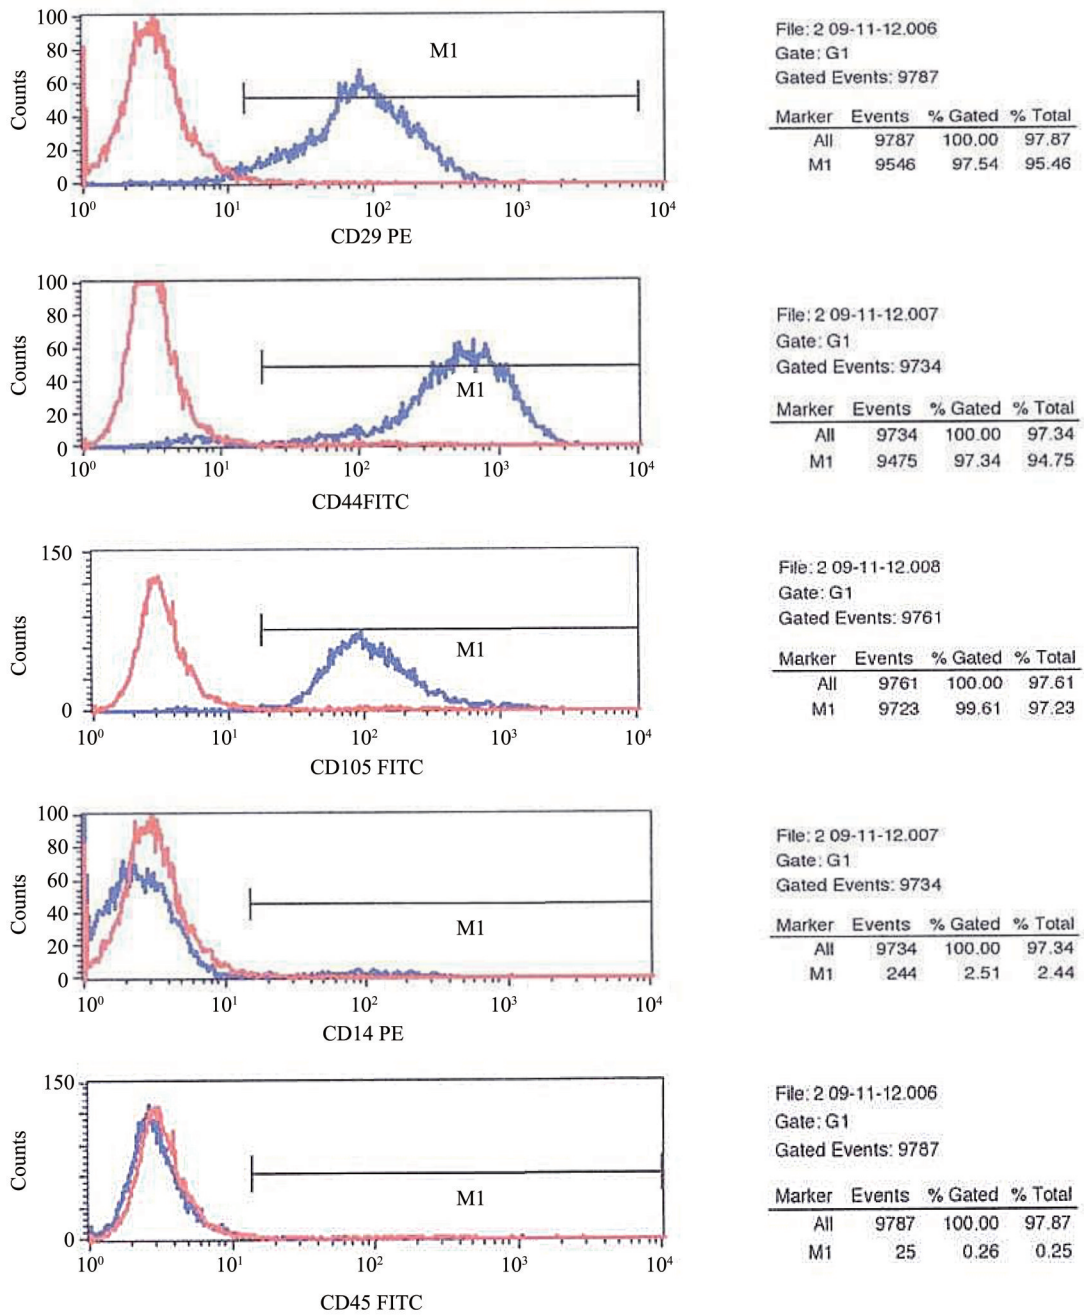 100
80
60
40
20
0
Counts
M1
10⁰ 10¹ 10² 10³ 10⁴
CD29 PE
File: 2 09-11-12.006
Gate: G1
Gated Events: 9787
Marker Events % Gated % Total
All 9787 100.00 97.87
M1 9546 97.54 95.46
100
80
60
40
20
0
Counts
M1
10⁰ 10¹ 10² 10³ 10⁴
CD44FITC
File: 2 09-11-12.007
Gate: G1
Gated Events: 9734
Marker Events % Gated % Total
All 9734 100.00 97.34
M1 9475 97.34 94.75
150
0
Counts
M1
10⁰ 10¹ 10² 10³ 10⁴
CD105 FITC
File: 2 09-11-12.008
Gate: G1
Gated Events: 9761
Marker Events % Gated % Total
All 9761 100.00 97.61
M1 9723 99.61 97.23
100
80
60
40
20
0
Counts
M1
10⁰ 10¹ 10² 10³ 10⁴
CD14 PE
File: 2 09-11-12.007
Gate: G1
Gated Events: 9734
Marker Events % Gated % Total
All 9734 100.00 97.34
M1 244 2.51 2.44
150
0
Counts
M1
10⁰ 10¹ 10² 10³ 10⁴
CD45 FITC
File: 2 09-11-12.006
Gate: G1
Gated Events: 9787
Marker Events % Gated % Total
All 9787 100.00 97.87
M1 25 0.26 0.25